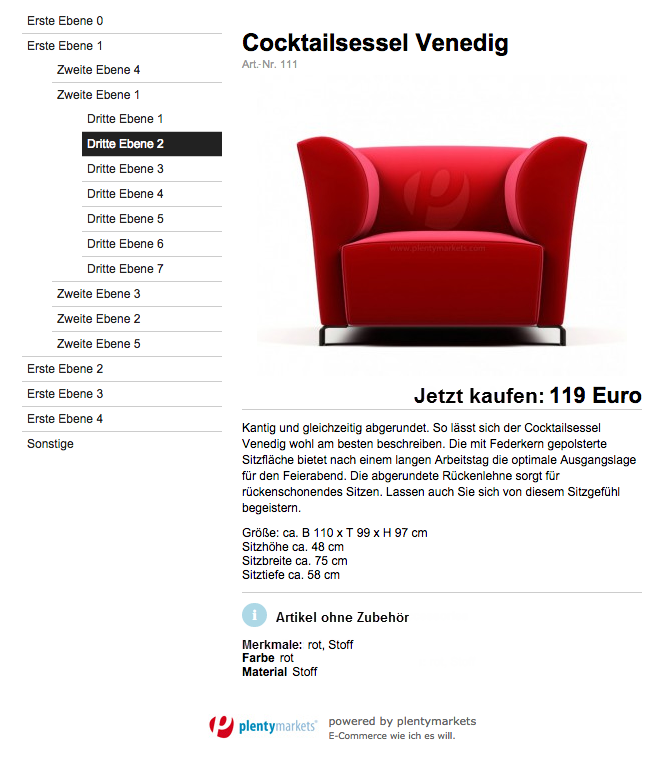 Erste Ebene 0
Erste Ebene 1
Zweite Ebene 4
Zweite Ebene 1
Dritte Ebene 1
Dritte Ebene 2
Dritte Ebene 3
Dritte Ebene 4
Dritte Ebene 5
Dritte Ebene 6
Dritte Ebene 7
Zweite Ebene 3
Zweite Ebene 2
Zweite Ebene 5
Erste Ebene 2
Erste Ebene 3
Erste Ebene 4
Sonstige
Cocktailsessel Venedig
Art.-Nr. 111
www.plentymarkets.com
Jetzt kaufen: 119 Euro
Kantig und gleichzeitig abgerundet. So lässt sich der Cocktailsessel
Venedig wohl am besten beschreiben. Die mit Federkern gepolsterte
Sitzfläche bietet nach einem langen Arbeitstag die optimale Ausgangslage
für den Feierabend. Die abgerundete Rückenlehne sorgt für
rückenschonendes Sitzen. Lassen auch Sie sich von diesem Sitzgefühl
begeistern.
Größe: ca. B 110 x T 99 x H 97 cm
Sitzhöhe ca. 48 cm
Sitzbreite ca. 75 cm
Sitztiefe ca. 58 cm
i Artikel ohne Zubehör
Merkmale: rot, Stoff
Farbe rot
Material Stoff
plentymarkets®
powered by plentymarkets
E-Commerce wie ich es will.